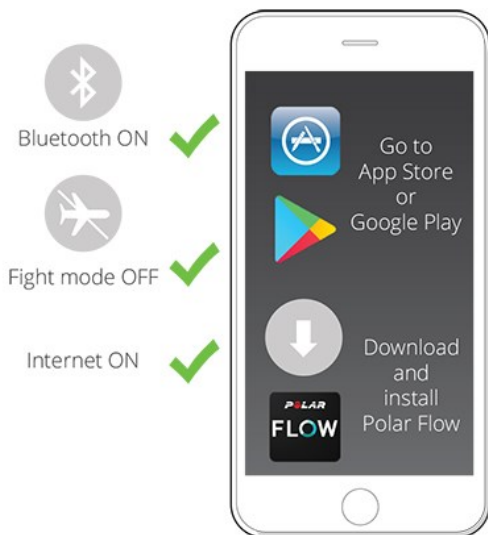 Bluetooth ON
Fight mode OFF
Internet ON
Go to
App Store
or
Google Play
Download
and
install
Polar Flow
POLAR
FLOW